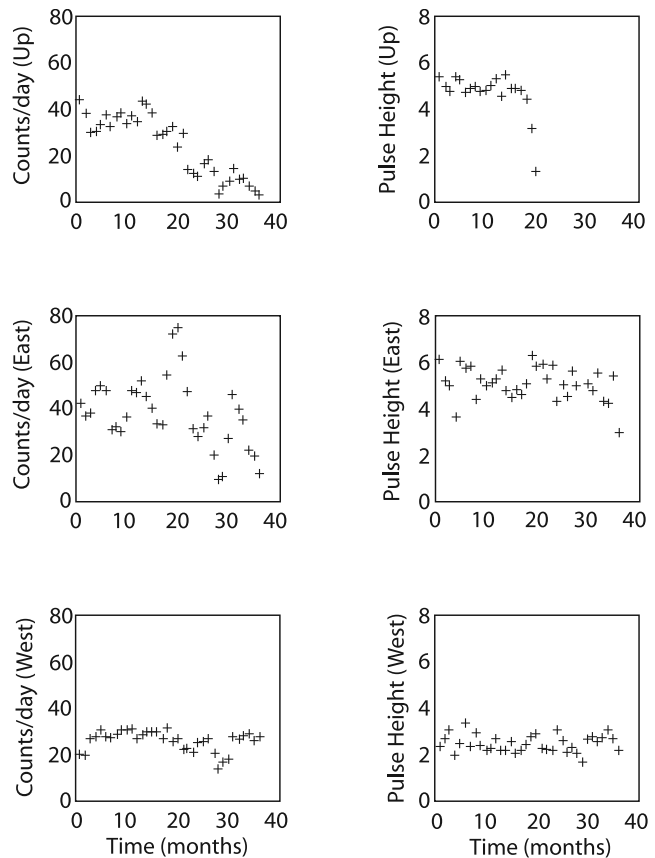 80
60
40
20
0
Counts/day (Up)
0 10 20 30 40
8
6
4
2
0
Pulse Height (Up)
0 10 20 30 40
80
60
40
20
0
Counts/day (East)
0 10 20 30 40
8
6
4
2
0
Pulse Height (East)
0 10 20 30 40
80
60
40
20
0
Counts/day (West)
0 10 20 30 40
Time (months)
8
6
4
2
0
Pulse Height (West)
0 10 20 30 40
Time (months)